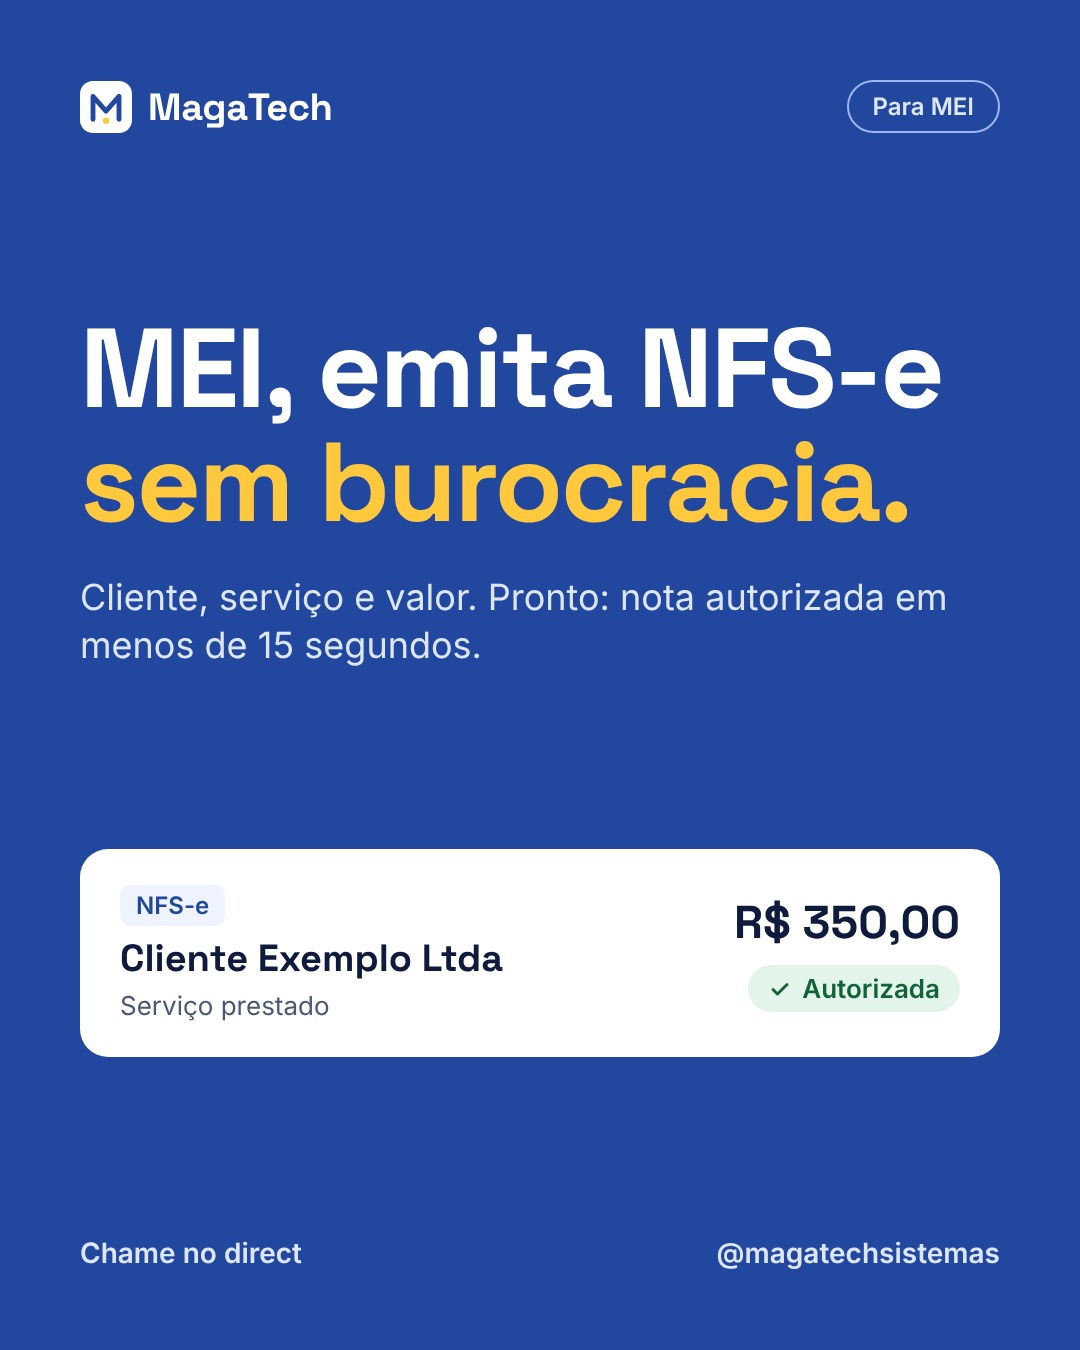 MagaTech
Para MEI
MEI, emita NFS-e
sem burocracia.
Cliente, serviço e valor. Pronto: nota autorizada em
menos de 15 segundos.
NFS-e
Cliente Exemplo Ltda
Serviço prestado
R$ 350,00
Autorizada
Chame no direct
@magatechsistemas